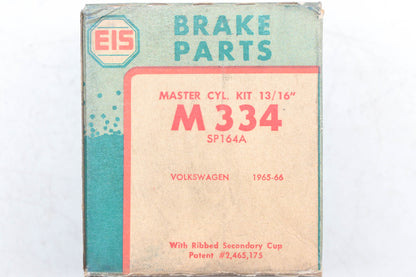 EIS
BRAKE
PARTS
MASTER CYL. KIT 13/16"
M 334
SP164A
VOLKSWAGEN 1965-66
With Ribbed Secondary Cup
Patent #2,465,175